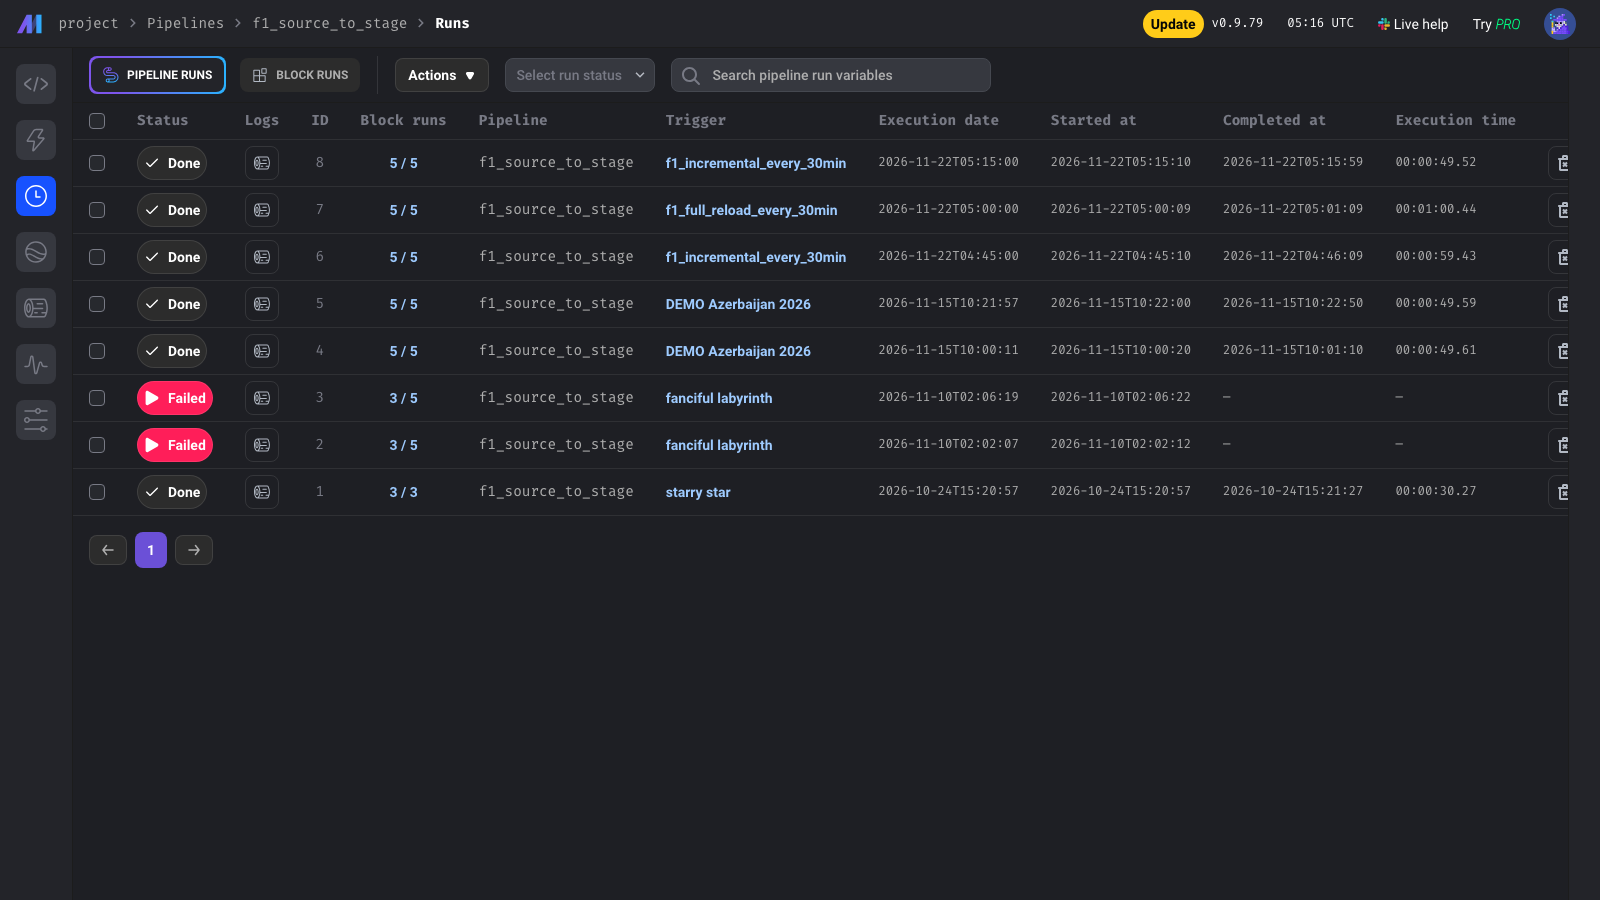 project > Pipelines > f1_source_to_stage > Runs Update v0.9.79 05:16 UTC Live help Try PRO
PIPELINE RUNS BLOCK RUNS Actions Select run status Search pipeline run variables
Status Logs ID Block runs Pipeline Trigger Execution date Started at Completed at Execution time
Done 8 5 / 5 f1_source_to_stage f1_incremental_every_30min 2026-11-22T05:15:00 2026-11-22T05:15:10 2026-11-22T05:15:59 00:00:49.52
Done 7 5 / 5 f1_source_to_stage f1_full_reload_every_30min 2026-11-22T05:00:00 2026-11-22T05:00:09 2026-11-22T05:01:09 00:01:00.44
Done 6 5 / 5 f1_source_to_stage f1_incremental_every_30min 2026-11-22T04:45:00 2026-11-22T04:45:10 2026-11-22T04:46:09 00:00:59.43
Done 5 5 / 5 f1_source_to_stage DEMO Azerbaijan 2026 2026-11-15T10:21:57 2026-11-15T10:22:00 2026-11-15T10:22:50 00:00:49.59
Done 4 5 / 5 f1_source_to_stage DEMO Azerbaijan 2026 2026-11-15T10:00:11 2026-11-15T10:00:20 2026-11-15T10:01:10 00:00:49.61
Failed 3 3 / 5 f1_source_to_stage fanciful labyrinth 2026-11-10T02:06:19 2026-11-10T02:06:22 — —
Failed 2 3 / 5 f1_source_to_stage fanciful labyrinth 2026-11-10T02:02:07 2026-11-10T02:02:12 — —
Done 1 3 / 3 f1_source_to_stage starry star 2026-10-24T15:20:57 2026-10-24T15:20:57 2026-10-24T15:21:27 00:00:30.27
1